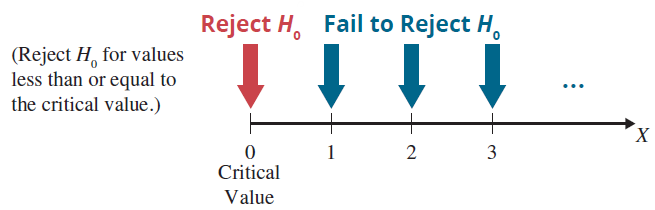 Reject H₀ Fail to Reject H₀
(Reject H₀ for values
less than or equal to
the critical value.)
...
X
0 1 2 3
Critical
Value